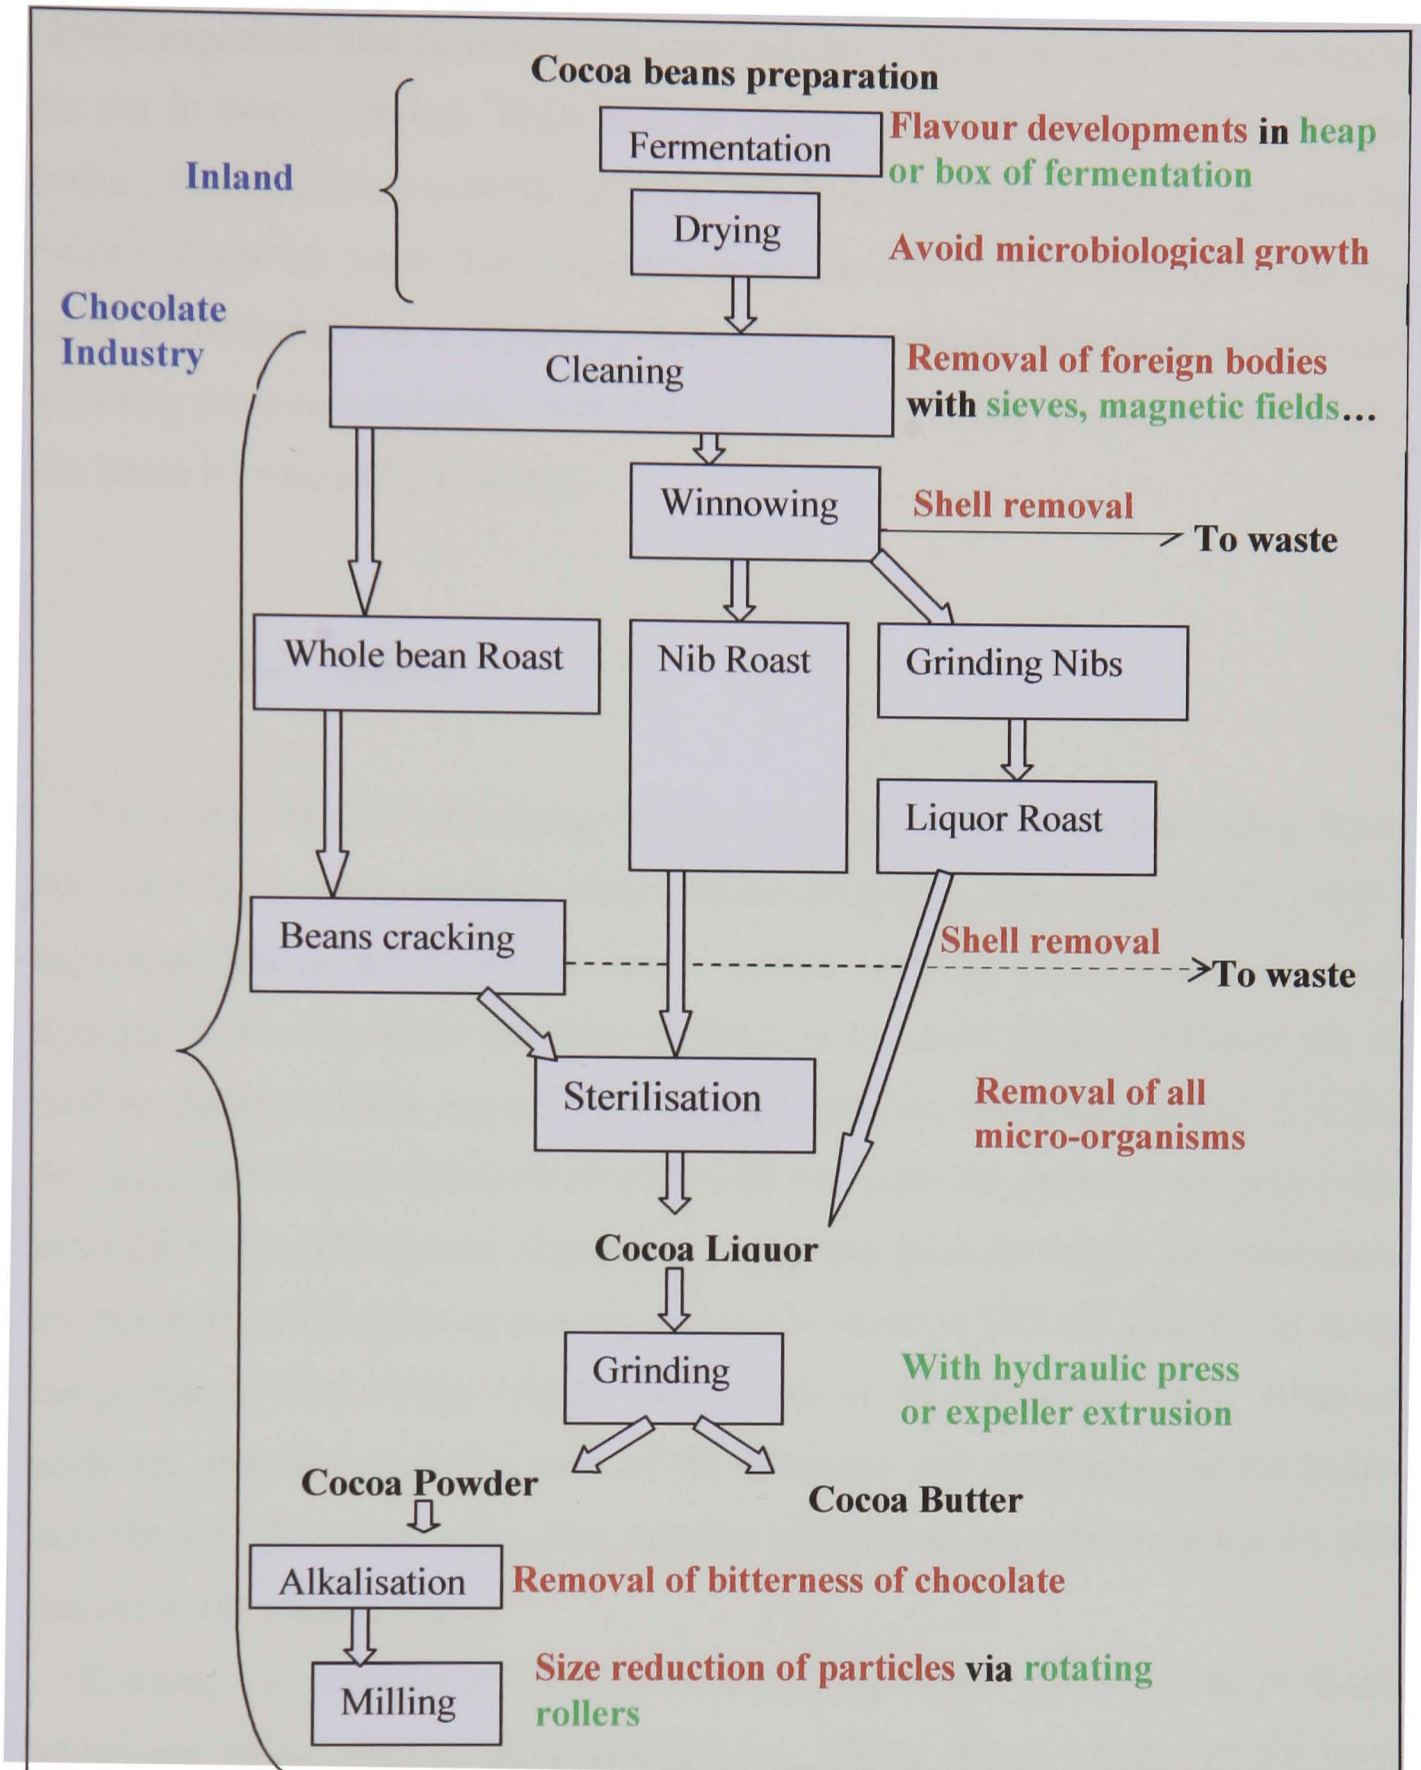 Cocoa beans preparation
Fermentation
Flavour developments in heap
or box of fermentation
Inland
Drying
Avoid microbiological growth
Chocolate
Industry
Cleaning
Removal of foreign bodies
with sieves, magnetic fields...
Winnowing
Shell removal
To waste
Whole bean Roast
Nib Roast
Grinding Nibs
Liquor Roast
Beans cracking
Shell removal
To waste
Sterilisation
Removal of all
micro-organisms
Cocoa Liquor
Grinding
With hydraulic press
or expeller extrusion
Cocoa Powder
Cocoa Butter
Alkalisation
Removal of bitterness of chocolate
Milling
Size reduction of particles via rotating
rollers